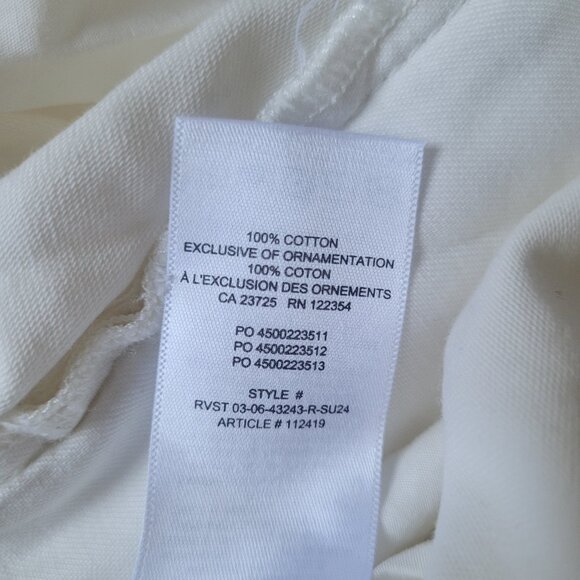 100% COTTON
EXCLUSIVE OF ORNAMENTATION
100% COTON
À L'EXCLUSION DES ORNEMENTS
CA 23725 RN 122354
PO 4500223511
PO 4500223512
PO 4500223513
STYLE #
RVST 03-06-43243-R-SU24
ARTICLE # 112419